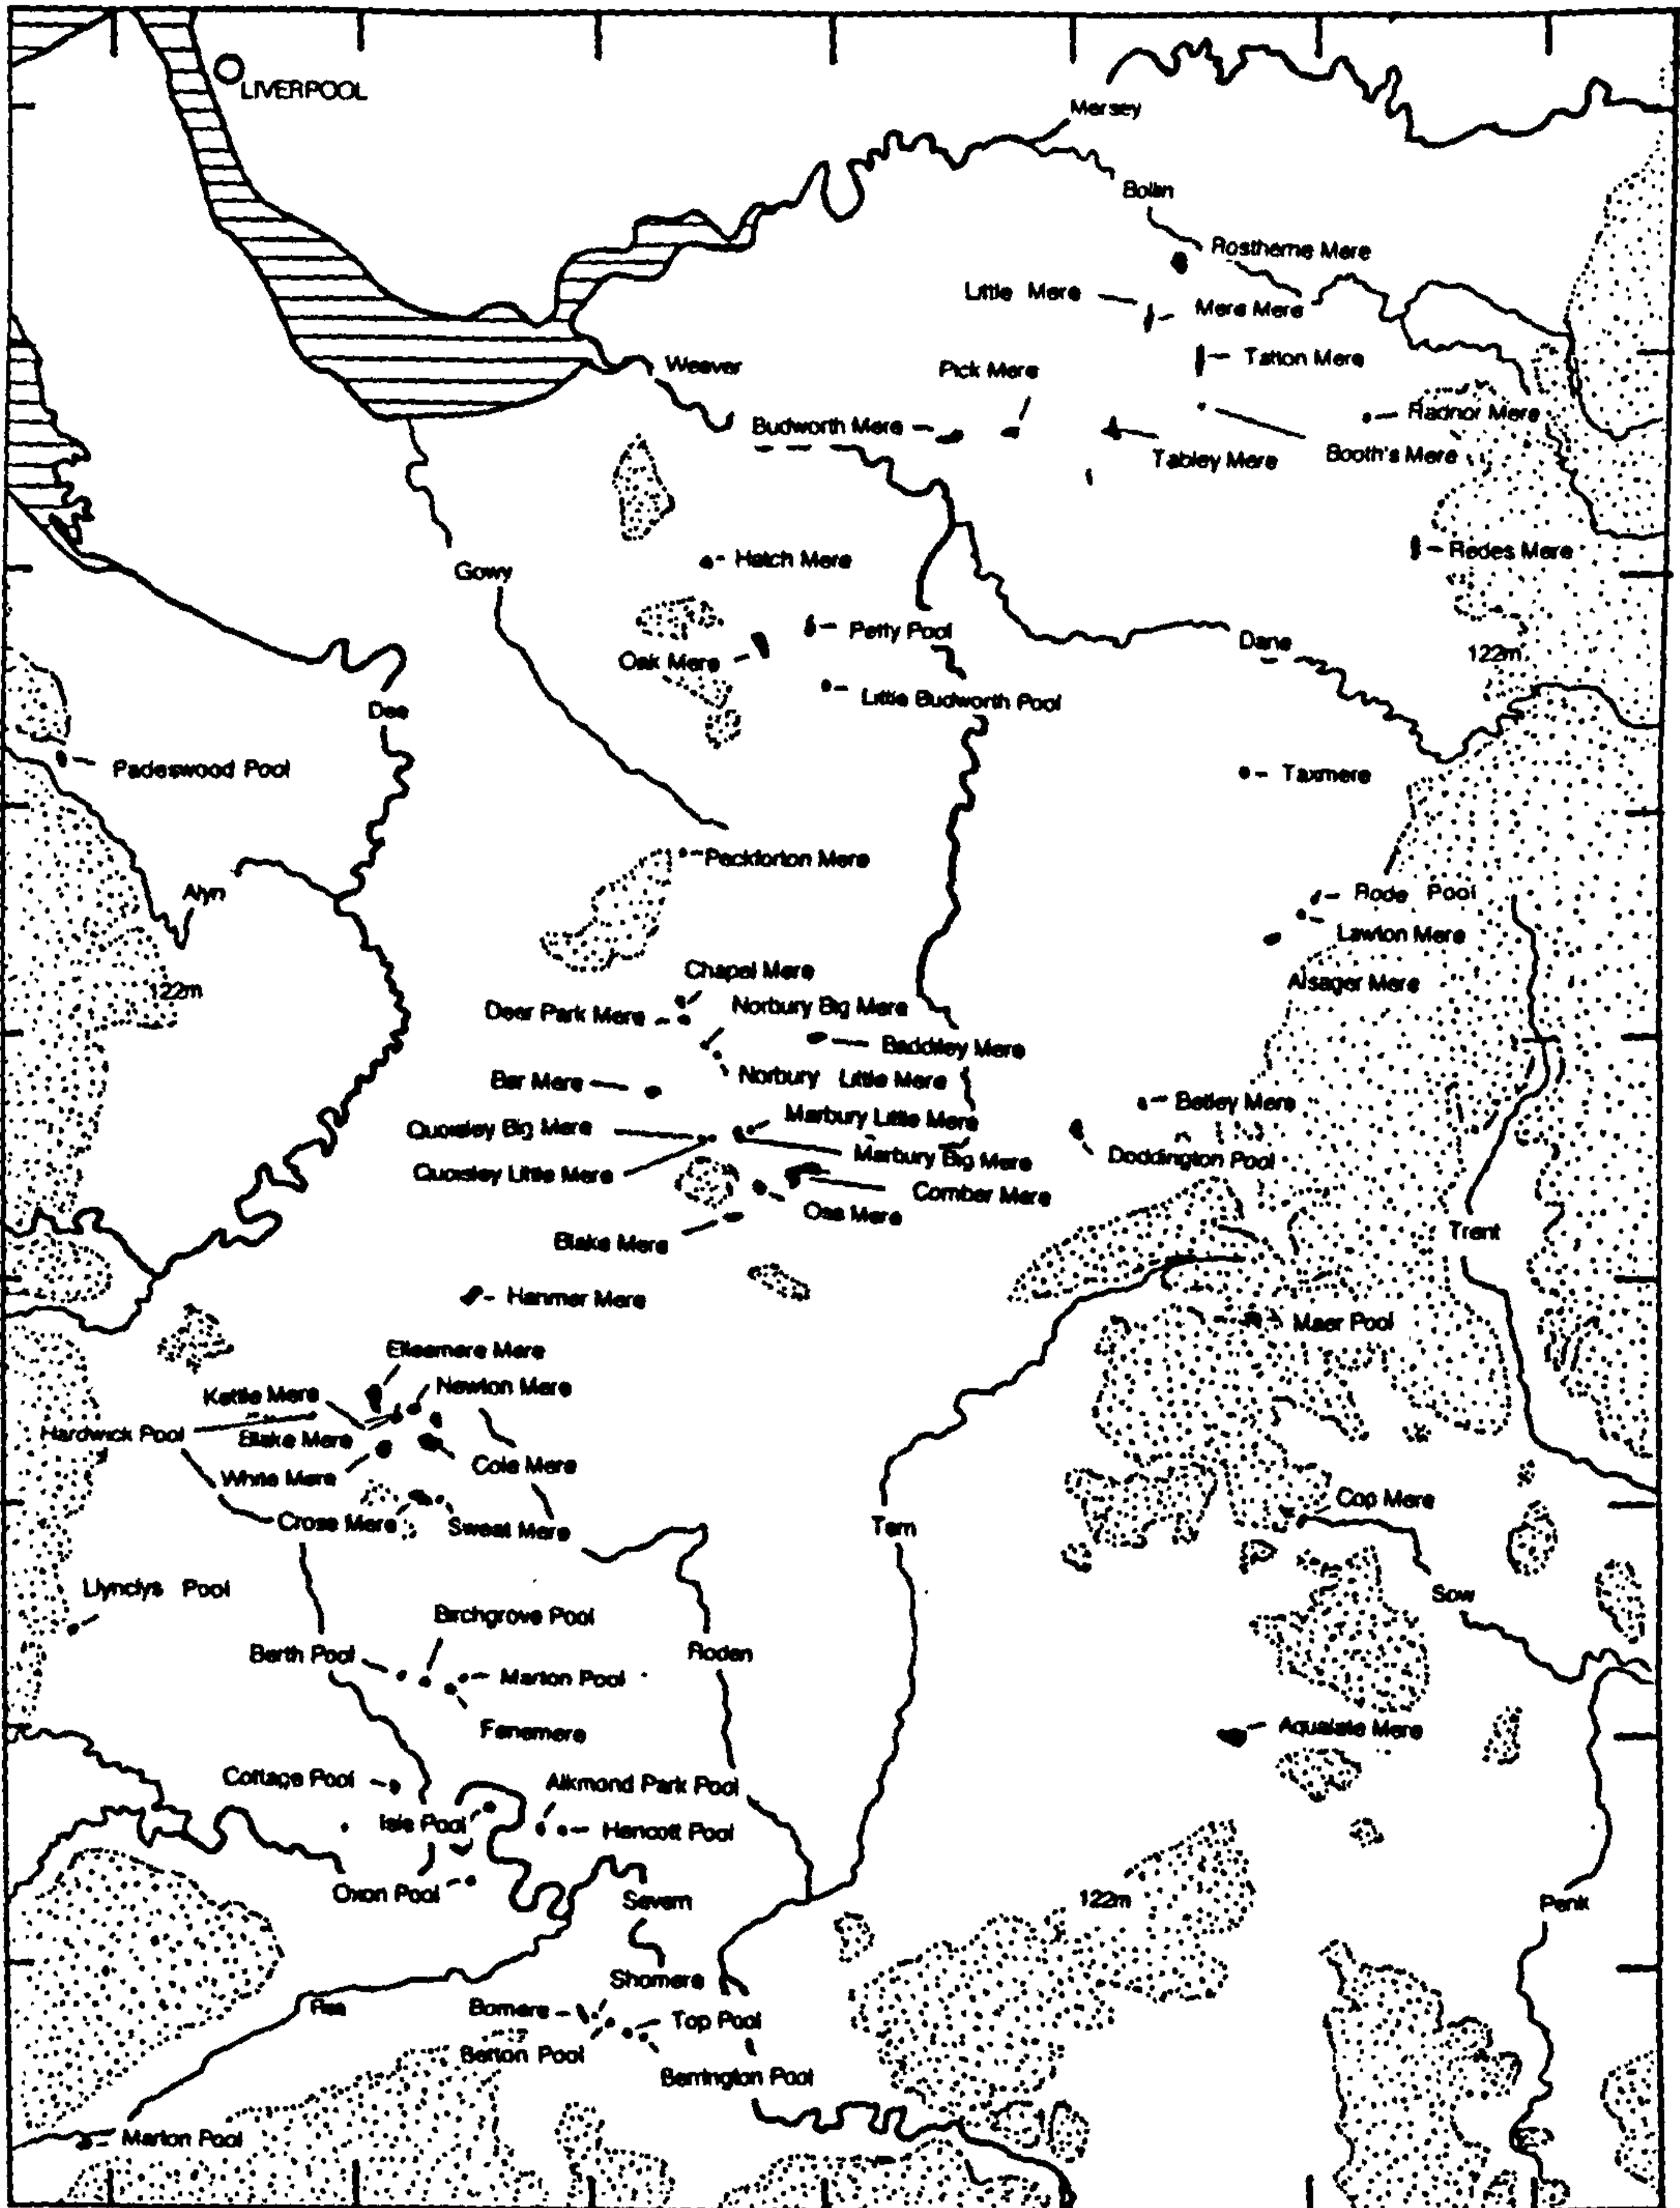 LIVERPOOL
Mersey
Bollin
Rostherne Mere
Little Mere
Mere Mere
Weaver
Pick Mere
Tatton Mere
Budworth Mere
Radnor Mere
Tabley Mere
Booth's Mere
Hatch Mere
Redes Mere
Gowy
Petty Pool
Dane
Oak Mere
122m
Little Budworth Pool
Dee
Padeswood Pool
Taxmere
Peckforton Mere
Alyn
Rode Pool
Lawton Mere
Chapel Mere
Alsager Mere
122m
Norbury Big Mere
Deer Park Mere
Baddiley Mere
Bar Mere
Norbury Little Mere
Betley Mere
Marbury Little Mere
Quoisley Big Mere
Marbury Big Mere
Doddington Pool
Quoisley Little Mere
Comber Mere
Oss Mere
Trent
Blake Mere
Hanmer Mere
Maer Pool
Ellesmere Mere
Kettle Mere
Newton Mere
Hardwick Pool
Blake Mere
Cole Mere
White Mere
Cop Mere
Crose Mere
Sweat Mere
Tern
Llynclys Pool
Sow
Birchgrove Pool
Berth Pool
Roden
Marton Pool
Fenemere
Aqualate Mere
Cottage Pool
Alkmond Park Pool
Isle Pool
Hencott Pool
Oxon Pool
Severn
122m
Penk
Shomere
Rea
Bomere
Top Pool
Betton Pool
Berrington Pool
Marton Pool